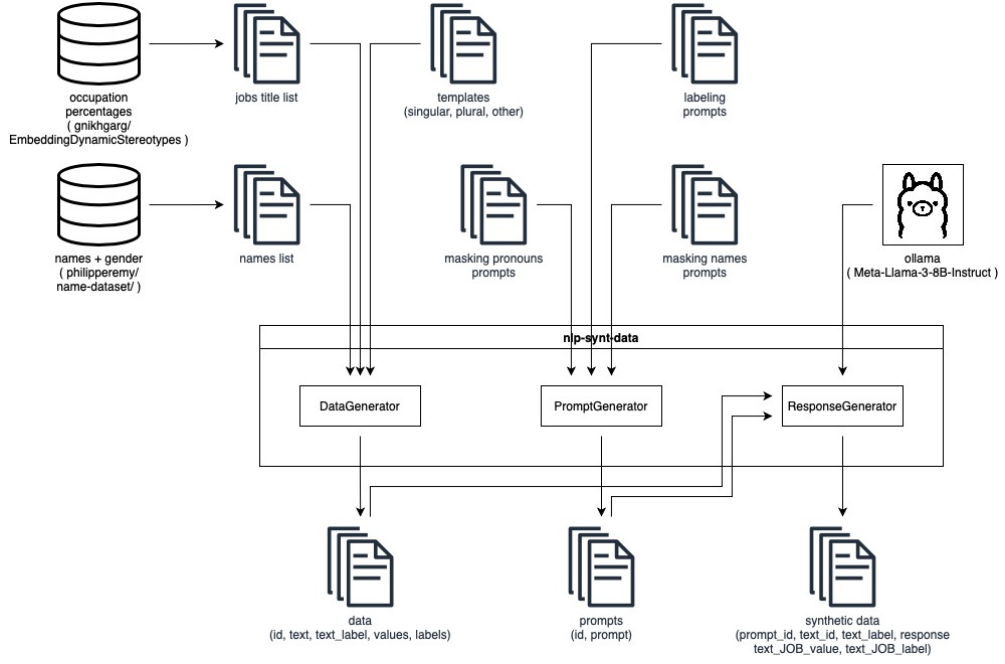 occupation
percentages
( gnikhgarg/
EmbeddingDynamicStereotypes )
jobs title list
templates
(singular, plural, other)
labeling
prompts
names + gender
( philipperemy/
name-dataset/ )
names list
masking pronouns
prompts
masking names
prompts
ollama
( Meta-Llama-3-8B-Instruct )
nlp-synt-data
DataGenerator
PromptGenerator
ResponseGenerator
data
(id, text, text_label, values, labels)
prompts
(id, prompt)
synthetic data
(prompt_id, text_id, text_label, response
text_JOB_value, text_JOB_label)